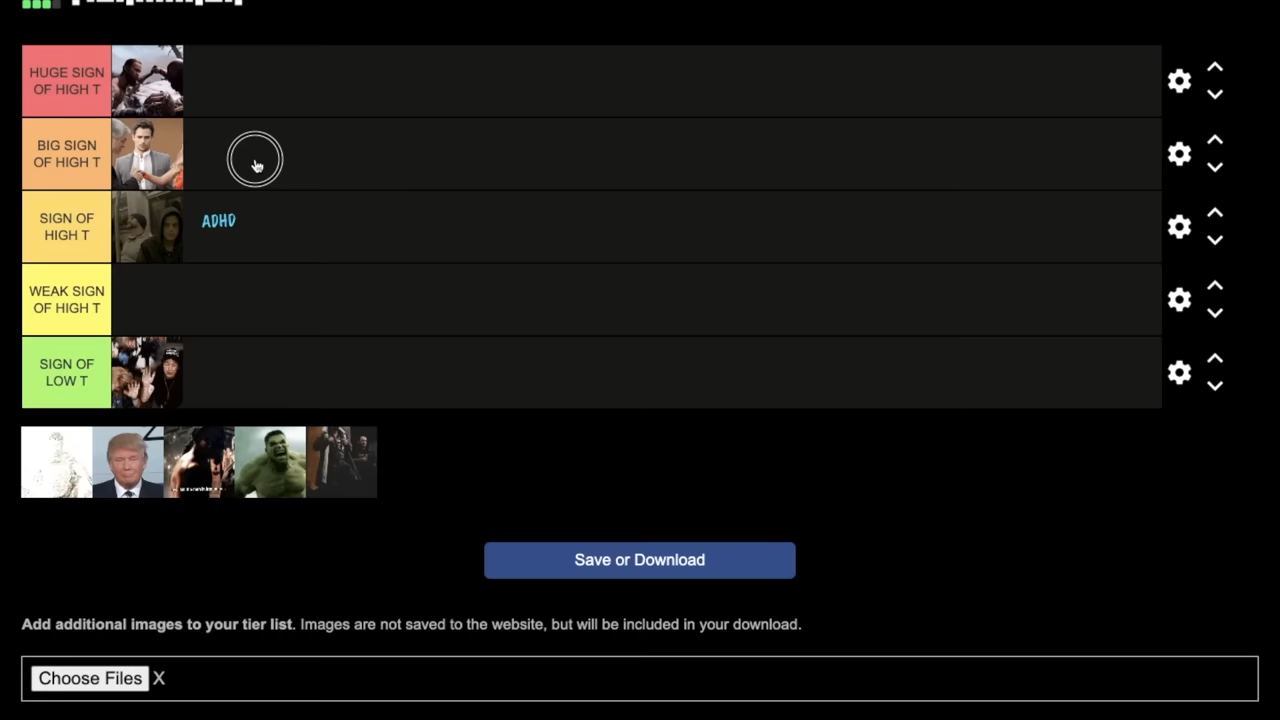 HUGE SIGN
OF HIGH T
BIG SIGN
OF HIGH T
SIGN OF
HIGH T
ADHD
WEAK SIGN
OF HIGH T
SIGN OF
LOW T
Save or Download
Add additional images to your tier list. Images are not saved to the website, but will be included in your download.
Choose Files X